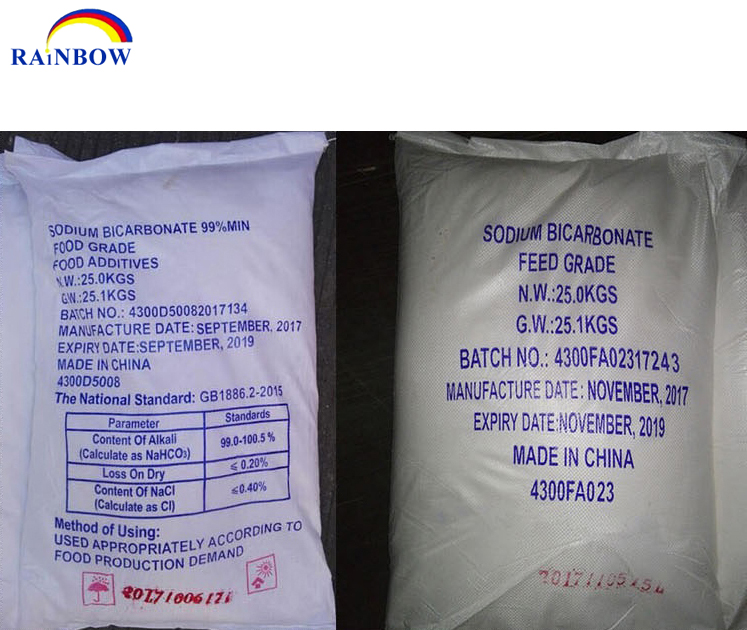 RAiNBOW
SODIUM BICARBONATE 99%MIN
FOOD GRADE
FOOD ADDITIVES
N.W.:25.0KGS
G.W.:25.1KGS
BATCH NO.: 4300D50082017134
MANUFACTURE DATE: SEPTEMBER, 2017
EXPIRY DATE:SEPTEMBER, 2019
MADE IN CHINA
4300D5008
The National Standard: GB1886.2-2015
Parameter Standards
Content Of Alkali
(Calculate as NaHCO₃) 99.0-100.5 %
Loss On Dry ≤ 0.20%
Content Of NaCl
(Calculate as Cl) ≤0.40%
Method of Using:
USED APPROPRIATELY ACCORDING TO
FOOD PRODUCTION DEMAND
SODIUM BICARBONATE
FEED GRADE
N.W.:25.0KGS
G.W.:25.1KGS
BATCH NO.: 4300FA02317243
MANUFACTURE DATE: NOVEMBER, 2017
EXPIRY DATE:NOVEMBER, 2019
MADE IN CHINA
4300FA023